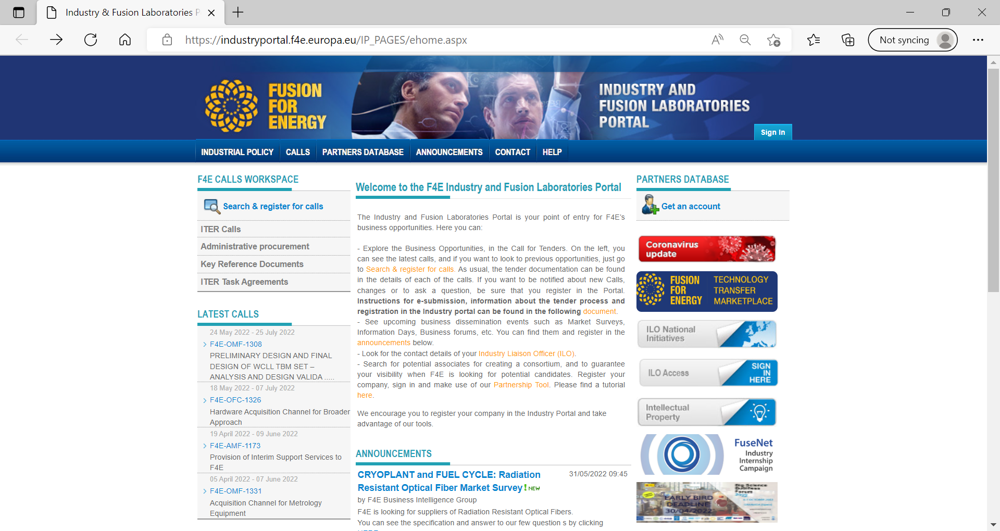 Industry & Fusion Laboratories P
https://industryportal.f4e.europa.eu/IP_PAGES/ehome.aspx
Not syncing
FUSION
FOR
ENERGY
INDUSTRY AND
FUSION LABORATORIES
PORTAL
Sign In
INDUSTRIAL POLICY
CALLS
PARTNERS DATABASE
ANNOUNCEMENTS
CONTACT
HELP
F4E CALLS WORKSPACE
Search & register for calls
ITER Calls
Administrative procurement
Key Reference Documents
ITER Task Agreements
LATEST CALLS
24 May 2022 - 25 July 2022
F4E-OMF-1308
PRELIMINARY DESIGN AND FINAL
DESIGN OF WCLL TBM SET –
ANALYSIS AND DESIGN VALIDA .....
18 May 2022 - 07 July 2022
F4E-OFC-1326
Hardware Acquisition Channel for Broader
Approach
19 April 2022 - 09 June 2022
F4E-AMF-1173
Provision of Interim Support Services to
F4E
05 April 2022 - 07 June 2022
F4E-OMF-1331
Acquisition Channel for Metrology
Equipment
Welcome to the F4E Industry and Fusion Laboratories Portal
The Industry and Fusion Laboratories Portal is your point of entry for F4E's
business opportunities. Here you can:
- Explore the Business Opportunities, in the Call for Tenders. On the left, you
can see the latest calls, and if you want to look to previous opportunities, just go
to Search & register for calls. As usual, the tender documentation can be found
in the details of each of the calls. If you want to be notified about new Calls,
changes or to ask a question, be sure that you register in the Portal.
Instructions for e-submission, information about the tender process and
registration in the Industry portal can be found in the following document.
- See upcoming business dissemination events such as Market Surveys,
Information Days, Business forums, etc. You can find them and register in the
announcements below.
- Look for the contact details of your Industry Liaison Officer (ILO).
- Search for potential associates for creating a consortium, and to guarantee
your visibility when F4E is looking for potential candidates. Register your
company, sign in and make use of our Partnership Tool. Please find a tutorial
here.
We encourage you to register your company in the Industry Portal and take
advantage of our tools.
ANNOUNCEMENTS
CRYOPLANT and FUEL CYCLE: Radiation
Resistant Optical Fiber Market Survey ! NEW
31/05/2022 09:45
by F4E Business Intelligence Group
F4E is looking for suppliers of Radiation Resistant Optical Fibers.
You can see the specification and answer to our few question s by clicking
PARTNERS DATABASE
Get an account
Coronavirus
update
FUSION
FOR
ENERGY
TECHNOLOGY
TRANSFER
MARKETPLACE
ILO National
Initiatives
ILO Access
SIGN
IN
HERE
Intellectual
Property
FuseNet
Industry
Internship
Campaign
Big Science
Business
Forum
2022
EARLY BIRD
DEADLINE
30/04/2022